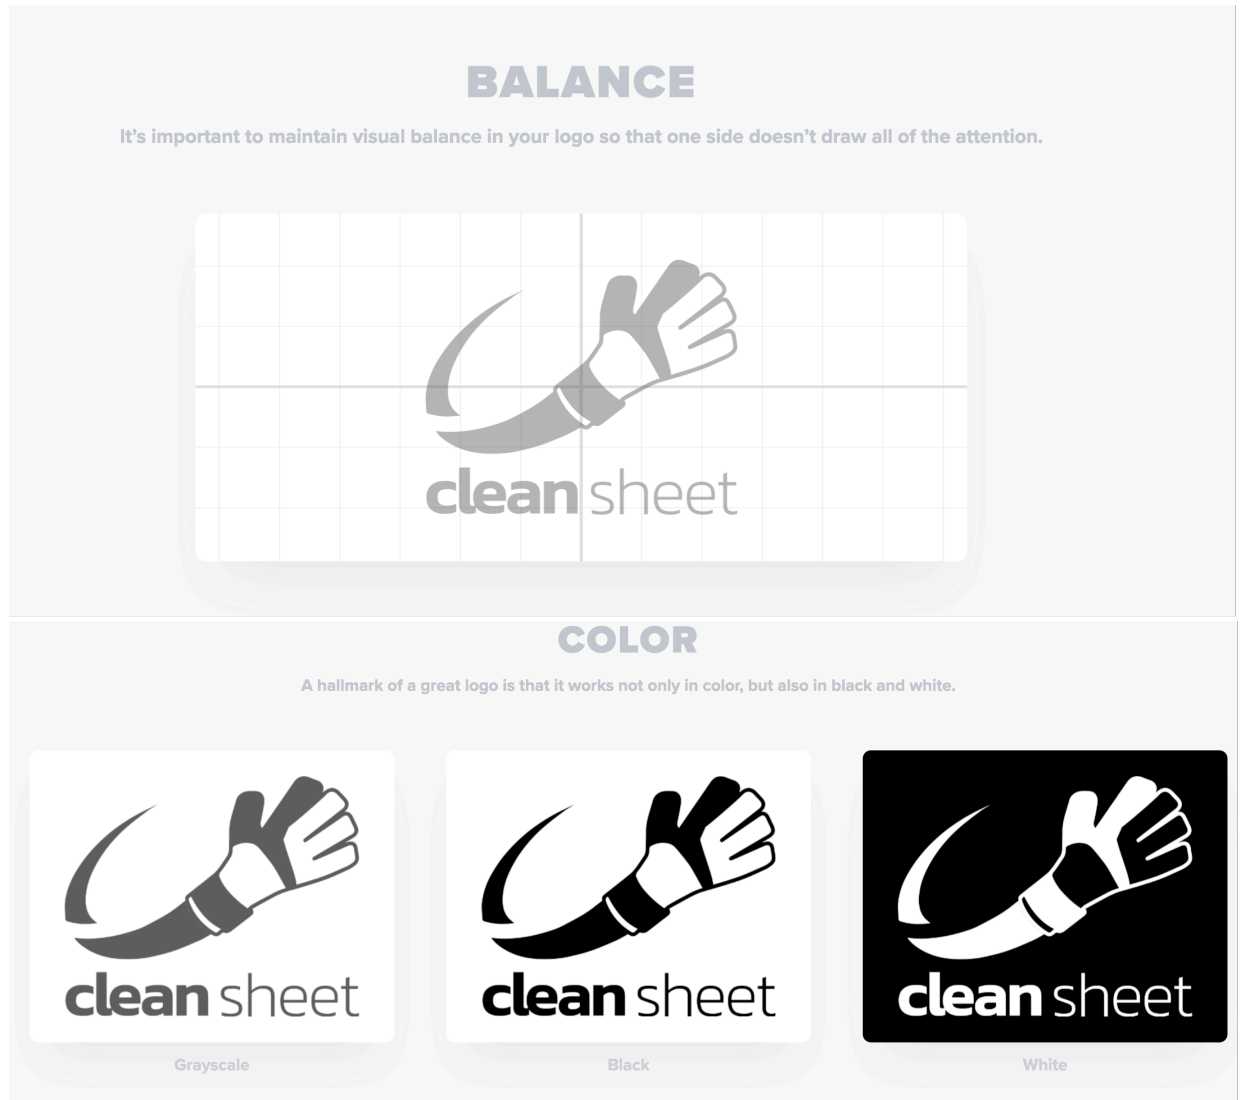 BALANCE
It's important to maintain visual balance in your logo so that one side doesn't draw all of the attention.
clean sheet
COLOR
A hallmark of a great logo is that it works not only in color, but also in black and white.
clean sheet
clean sheet
clean sheet
Grayscale
Black
White